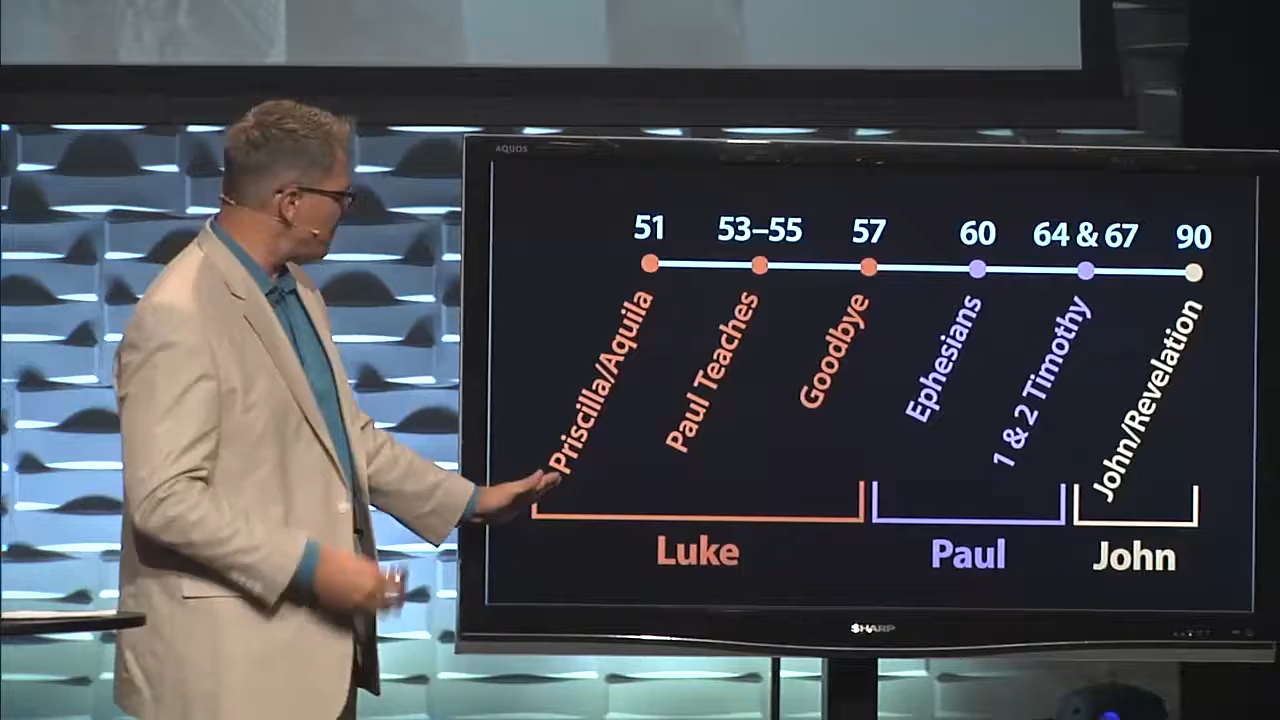 AQUOS
51 53–55 57 60 64 & 67 90
Priscilla/Aquila
Paul Teaches
Goodbye
Ephesians
1 & 2 Timothy
John/Revelation
Luke Paul John
SHARP